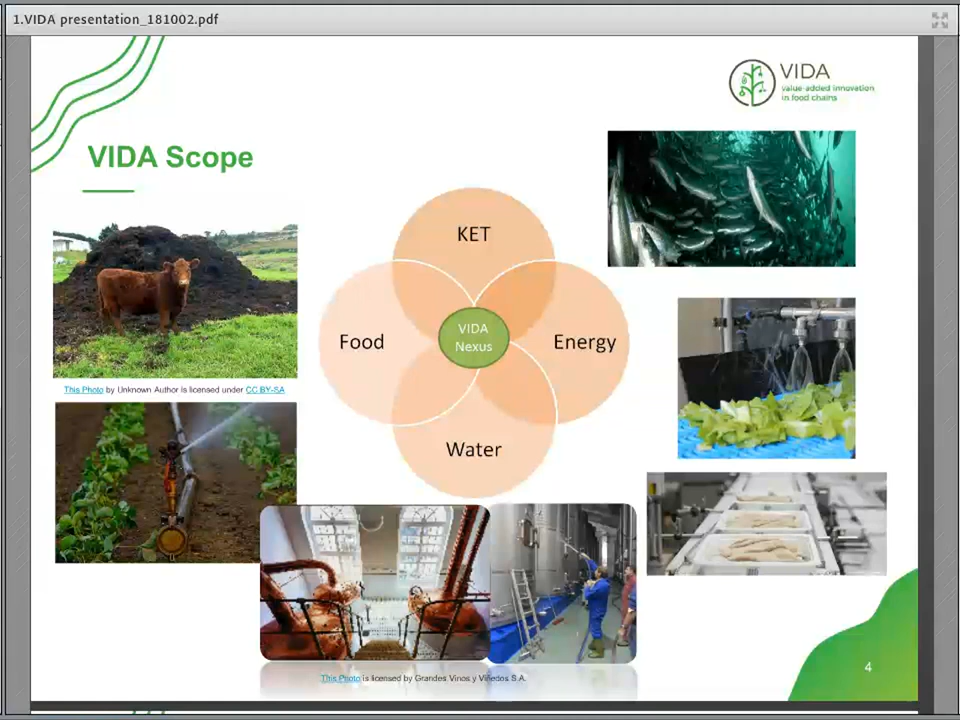 1.VIDA presentation_181002.pdf
VIDA
value-added innovation
in food chains
VIDA Scope
KET
Food
VIDA
Nexus
Energy
Water
This Photo by Unknown Author is licensed under CC BY-SA
This Photo is licensed by Grandes Vinos y Viñedos S.A.
4